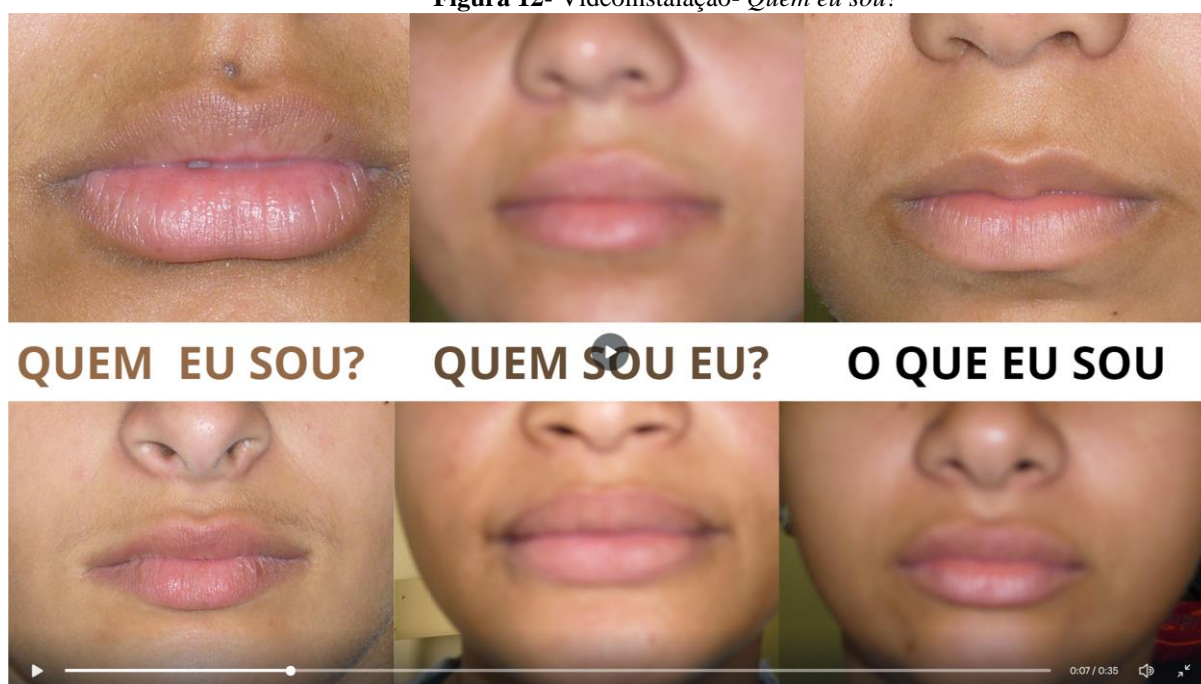 Figura 12- Videoinstalação- Quem eu sou?
QUEM EU SOU?
QUEM SOU EU?
O QUE EU SOU
0:07 / 0:35